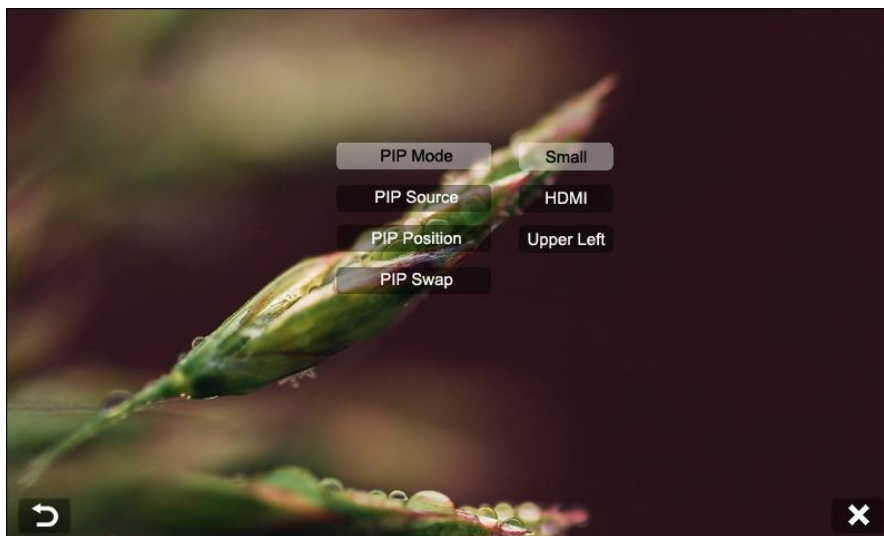 PIP Mode Small
PIP Source HDMI
PIP Position Upper Left
PIP Swap